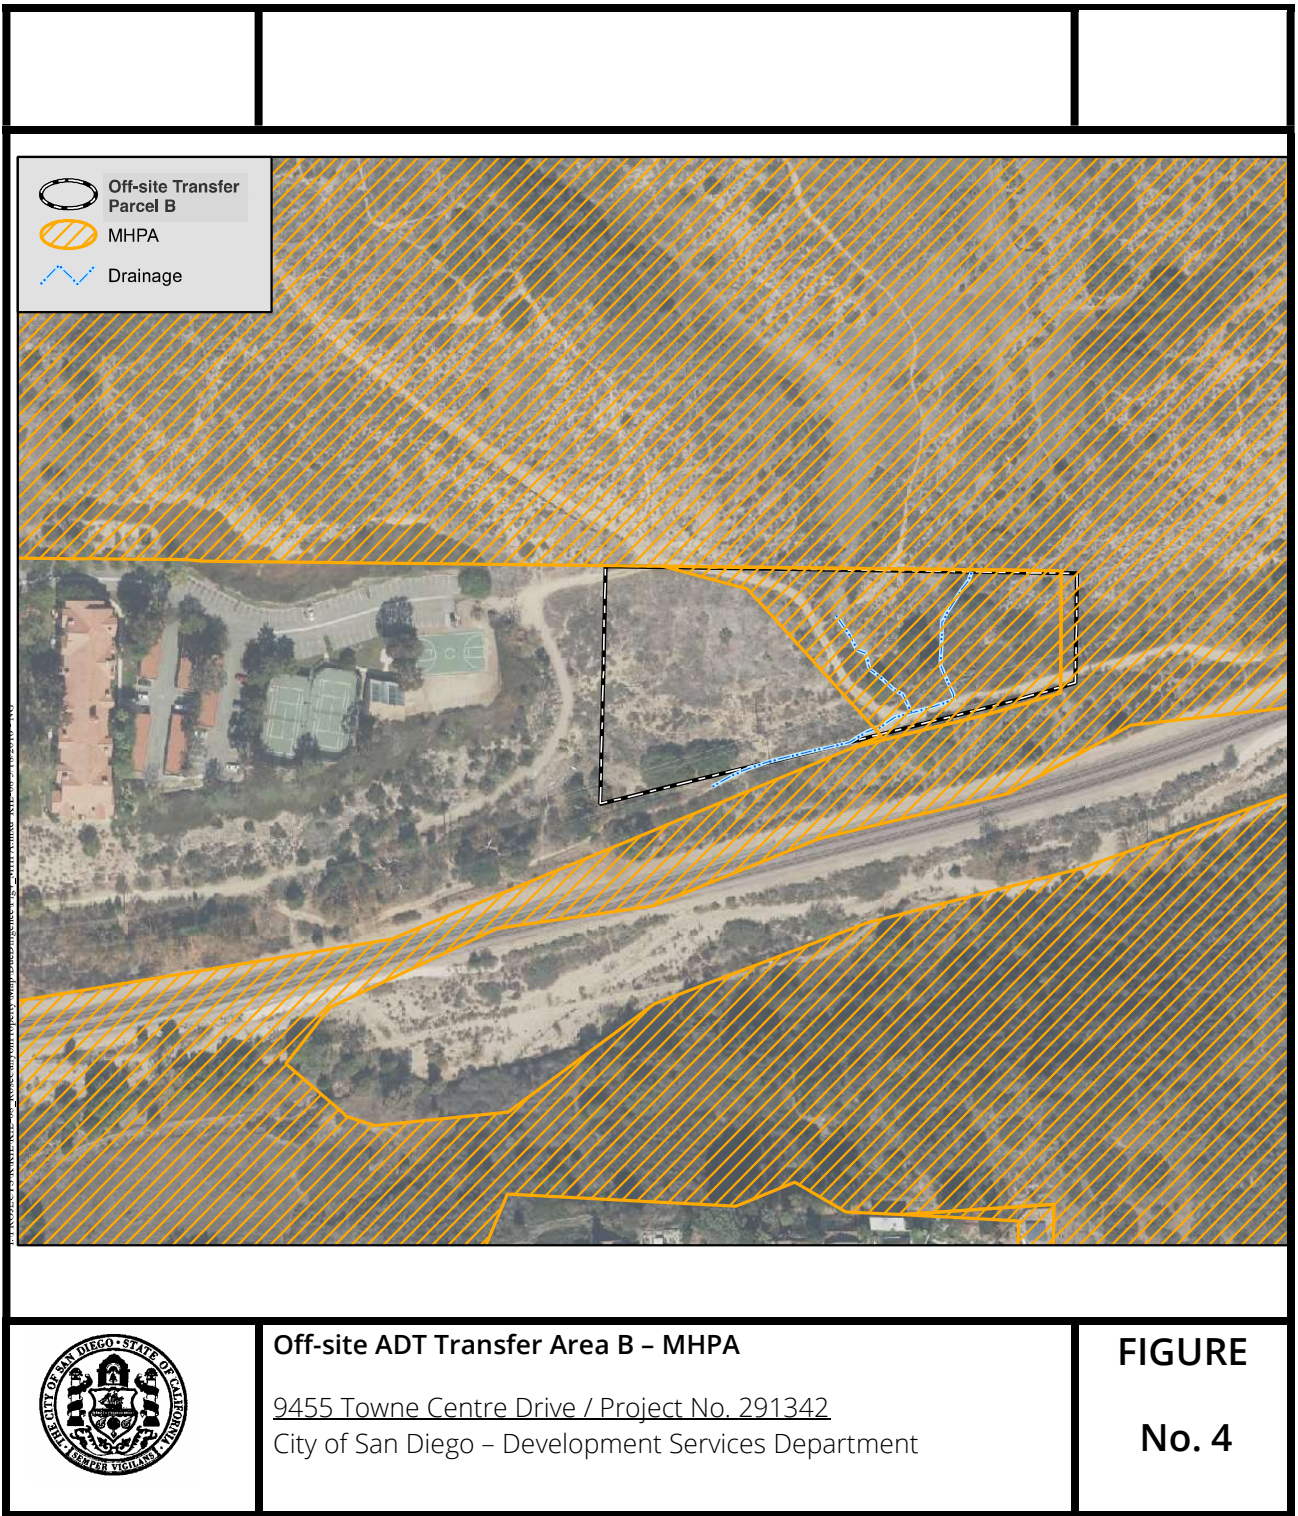 Off-site Transfer
Parcel B
MHPA
Drainage
Off-site ADT Transfer Area B – MHPA
9455 Towne Centre Drive / Project No. 291342
City of San Diego – Development Services Department
FIGURE
No. 4
THE CITY OF SAN DIEGO • STATE OF CALIFORNIA
SEMPER VIGILANS